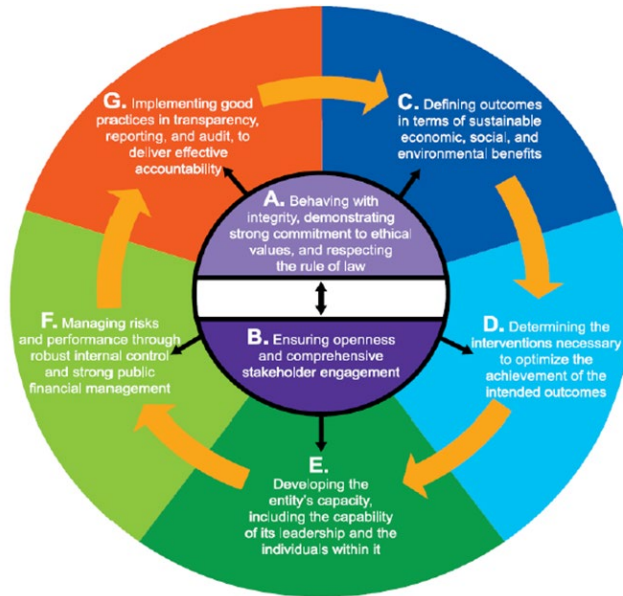 A. Behaving with
integrity, demonstrating
strong commitment to ethical
values, and respecting
the rule of law
B. Ensuring openness
and comprehensive
stakeholder engagement
C. Defining outcomes
in terms of sustainable
economic, social, and
environmental benefits
D. Determining the
interventions necessary
to optimize the
achievement of the
intended outcomes
E.
Developing the
entity's capacity,
including the capability
of its leadership and the
individuals within it
F. Managing risks
and performance through
robust internal control
and strong public
financial management
G. Implementing good
practices in transparency,
reporting, and audit, to
deliver effective
accountability